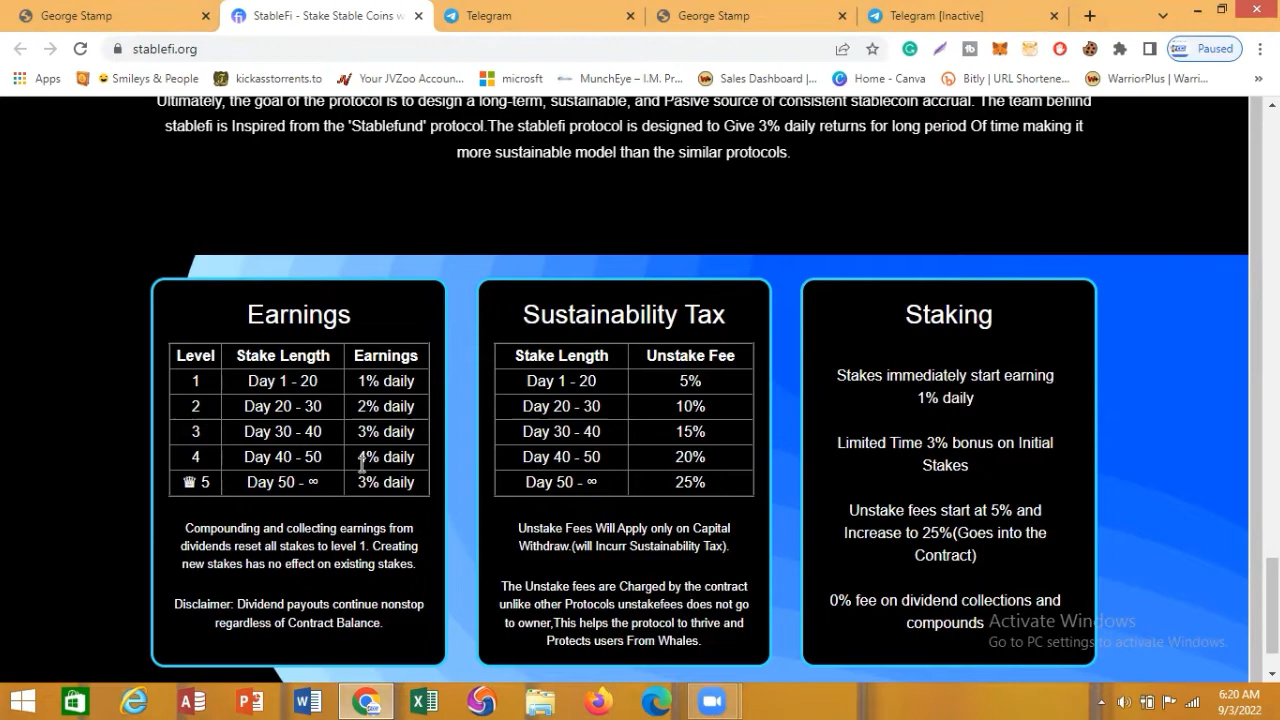 George Stamp
StableFi - Stake Stable Coins w
Telegram
George Stamp
Telegram [Inactive]
stablefi.org
Paused
Apps
Smileys & People
kickasstorrents.to
Your JVZoo Accoun...
microsft
MunchEye – I.M. Pr...
Sales Dashboard |...
Home - Canva
Bitly | URL Shortene...
WarriorPlus | Warri...
Ultimately, the goal of the protocol is to design a long-term, sustainable, and Pasive source of consistent stablecoin accrual. The team behind
stablefi is Inspired from the 'Stablefund' protocol.The stablefi protocol is designed to Give 3% daily returns for long period Of time making it
more sustainable model than the similar protocols.
Earnings
Level Stake Length Earnings
1 Day 1 - 20 1% daily
2 Day 20 - 30 2% daily
3 Day 30 - 40 3% daily
4 Day 40 - 50 4% daily
♛ 5 Day 50 - ∞ 3% daily
Compounding and collecting earnings from
dividends reset all stakes to level 1. Creating
new stakes has no effect on existing stakes.
Disclaimer: Dividend payouts continue nonstop
regardless of Contract Balance.
Sustainability Tax
Stake Length Unstake Fee
Day 1 - 20 5%
Day 20 - 30 10%
Day 30 - 40 15%
Day 40 - 50 20%
Day 50 - ∞ 25%
Unstake Fees Will Apply only on Capital
Withdraw.(will Incurr Sustainability Tax).
The Unstake fees are Charged by the contract
unlike other Protocols unstakefees does not go
to owner,This helps the protocol to thrive and
Protects users From Whales.
Staking
Stakes immediately start earning
1% daily
Limited Time 3% bonus on Initial
Stakes
Unstake fees start at 5% and
Increase to 25%(Goes into the
Contract)
0% fee on dividend collections and
compounds
Activate Windows
Go to PC settings to activate Windows.
6:20 AM
9/3/2022